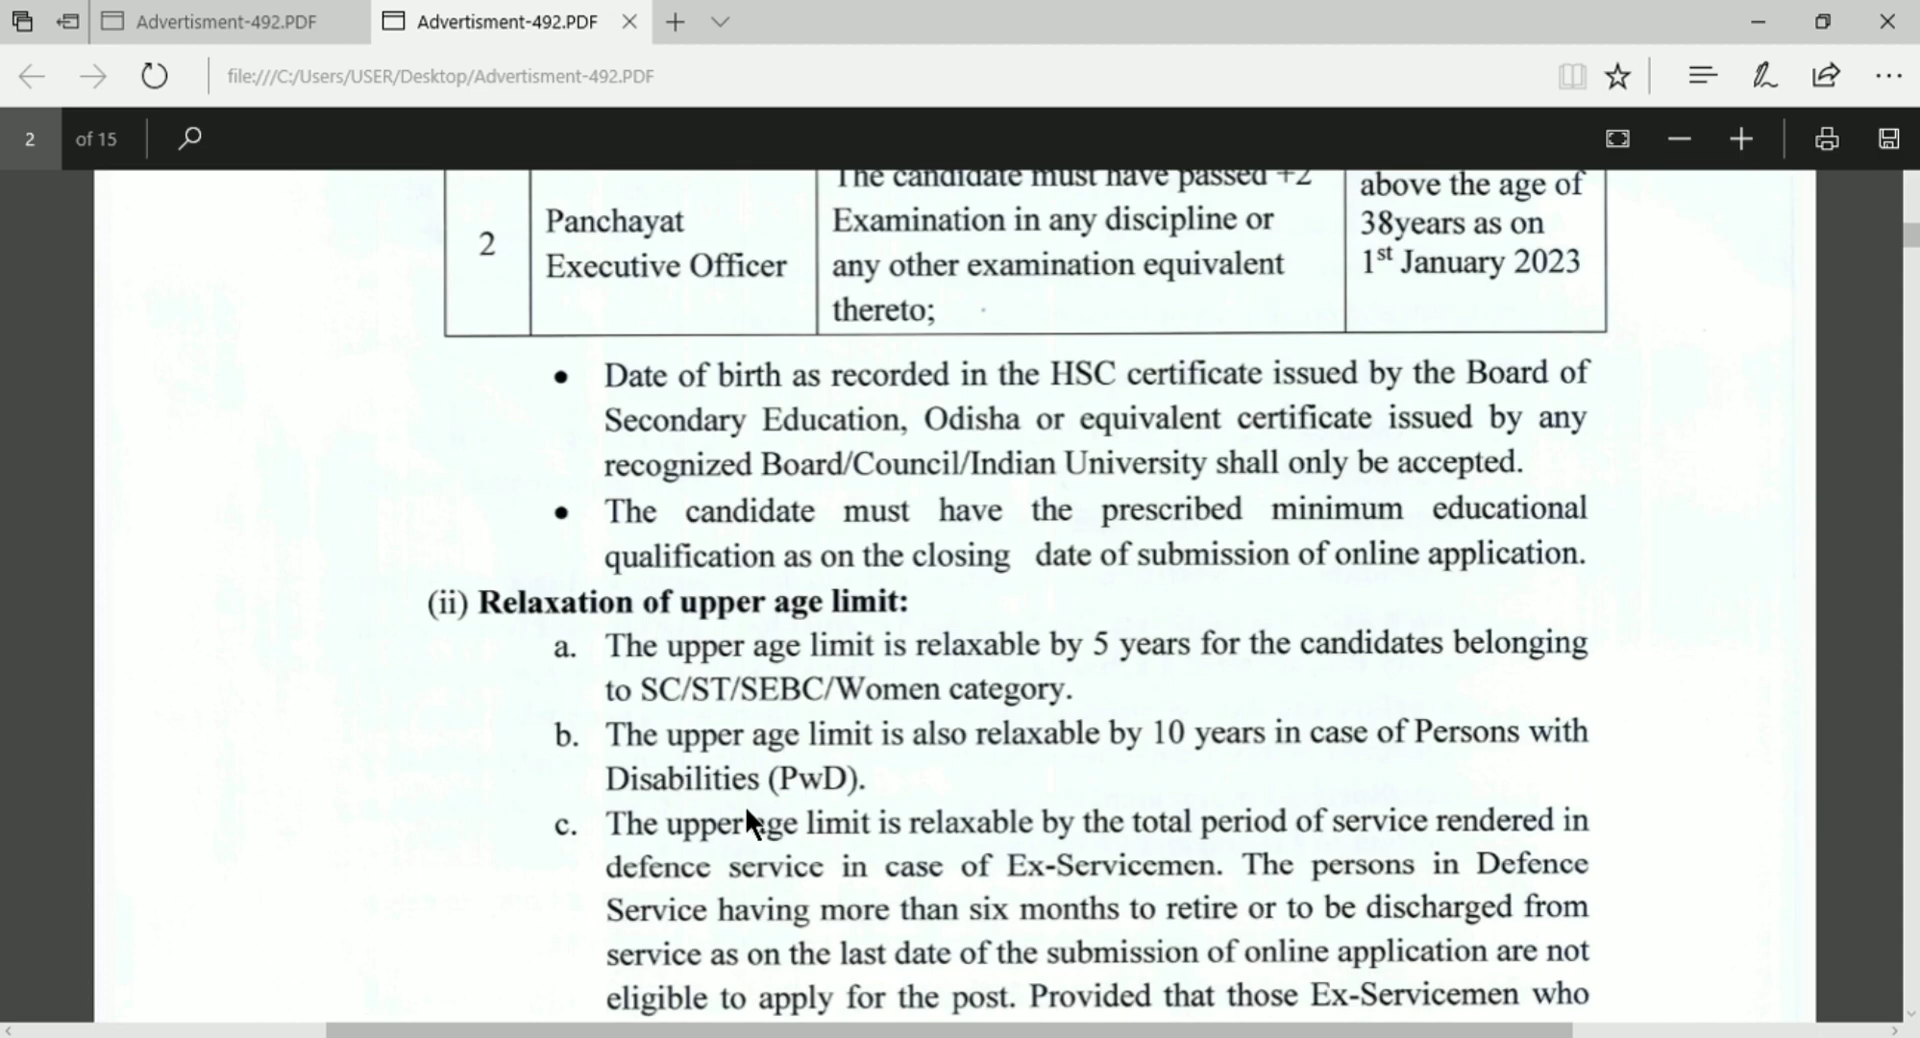 Advertisment-492.PDF
Advertisment-492.PDF
file:///C:/Users/USER/Desktop/Advertisment-492.PDF
2 of 15
2
Panchayat
Executive Officer
The candidate must have passed +2
Examination in any discipline or
any other examination equivalent
thereto;
above the age of
38years as on
1st January 2023
• Date of birth as recorded in the HSC certificate issued by the Board of
Secondary Education, Odisha or equivalent certificate issued by any
recognized Board/Council/Indian University shall only be accepted.
• The candidate must have the prescribed minimum educational
qualification as on the closing date of submission of online application.
(ii) Relaxation of upper age limit:
a. The upper age limit is relaxable by 5 years for the candidates belonging
to SC/ST/SEBC/Women category.
b. The upper age limit is also relaxable by 10 years in case of Persons with
Disabilities (PwD).
c. The upper age limit is relaxable by the total period of service rendered in
defence service in case of Ex-Servicemen. The persons in Defence
Service having more than six months to retire or to be discharged from
service as on the last date of the submission of online application are not
eligible to apply for the post. Provided that those Ex-Servicemen who